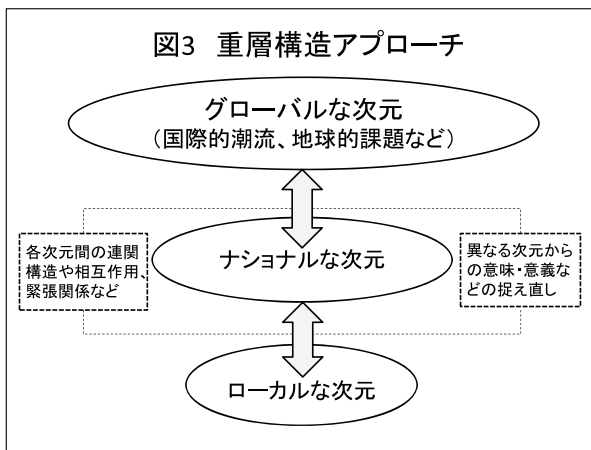 図3 重層構造アプローチ
グローバルな次元
（国際的潮流、地球的課題など）
各次元間の連関
構造や相互作用、
緊張関係など
ナショナルな次元
異なる次元から
の意味・意義な
どの捉え直し
ローカルな次元